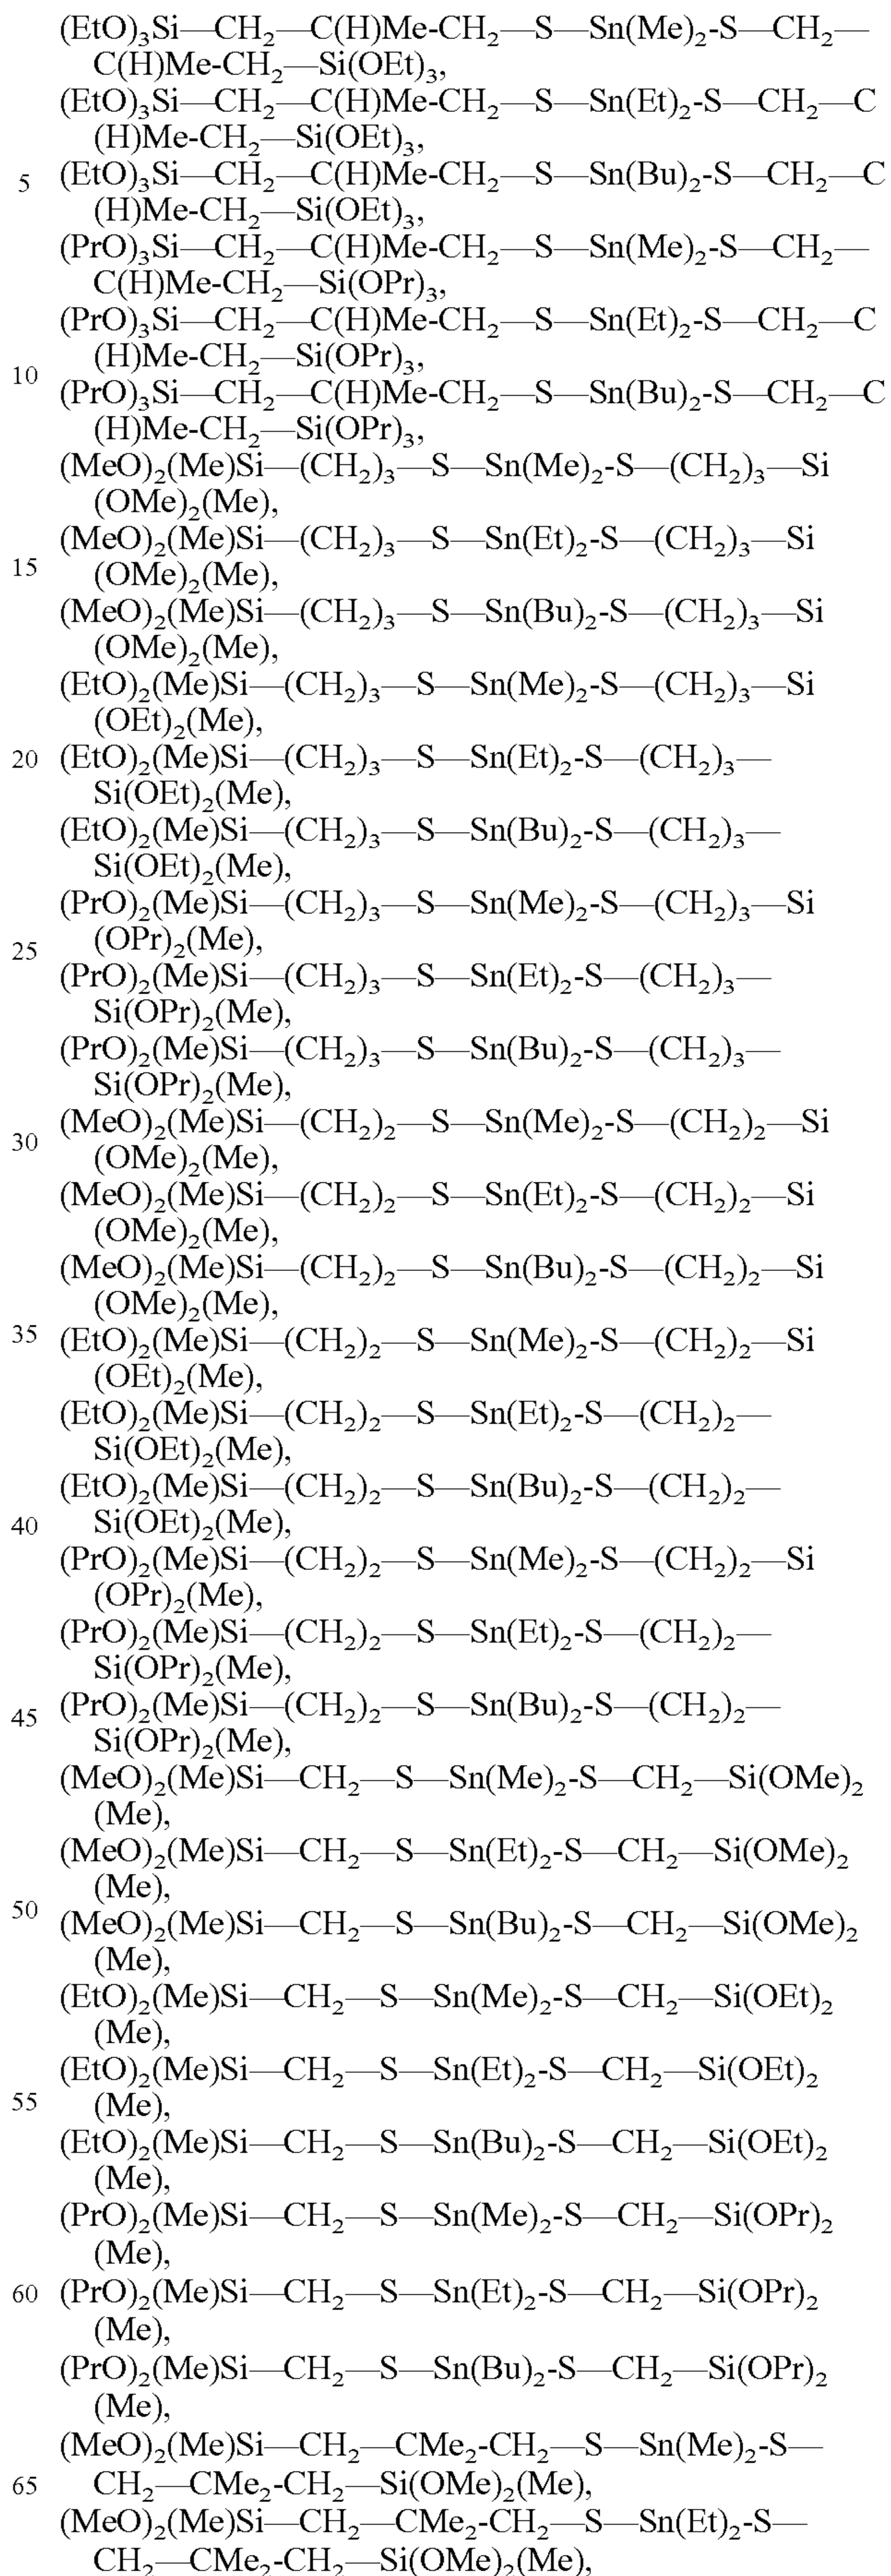 (EtO)₃Si—CH₂—C(H)Me-CH₂—S—Sn(Me)₂-S—CH₂—
C(H)Me-CH₂—Si(OEt)₃,
(EtO)₃Si—CH₂—C(H)Me-CH₂—S—Sn(Et)₂-S—CH₂—C
(H)Me-CH₂—Si(OEt)₃,
5 (EtO)₃Si—CH₂—C(H)Me-CH₂—S—Sn(Bu)₂-S—CH₂—C
(H)Me-CH₂—Si(OEt)₃,
(PrO)₃Si—CH₂—C(H)Me-CH₂—S—Sn(Me)₂-S—CH₂—
C(H)Me-CH₂—Si(OPr)₃,
(PrO)₃Si—CH₂—C(H)Me-CH₂—S—Sn(Et)₂-S—CH₂—C
(H)Me-CH₂—Si(OPr)₃,
10 (PrO)₃Si—CH₂—C(H)Me-CH₂—S—Sn(Bu)₂-S—CH₂—C
(H)Me-CH₂—Si(OPr)₃,
(MeO)₂(Me)Si—(CH₂)₃—S—Sn(Me)₂-S—(CH₂)₃—Si
(OMe)₂(Me),
(MeO)₂(Me)Si—(CH₂)₃—S—Sn(Et)₂-S—(CH₂)₃—Si
15 (OMe)₂(Me),
(MeO)₂(Me)Si—(CH₂)₃—S—Sn(Bu)₂-S—(CH₂)₃—Si
(OMe)₂(Me),
(EtO)₂(Me)Si—(CH₂)₃—S—Sn(Me)₂-S—(CH₂)₃—Si
(OEt)₂(Me),
20 (EtO)₂(Me)Si—(CH₂)₃—S—Sn(Et)₂-S—(CH₂)₃—
Si(OEt)₂(Me),
(EtO)₂(Me)Si—(CH₂)₃—S—Sn(Bu)₂-S—(CH₂)₃—
Si(OEt)₂(Me),
(PrO)₂(Me)Si—(CH₂)₃—S—Sn(Me)₂-S—(CH₂)₃—Si
25 (OPr)₂(Me),
(PrO)₂(Me)Si—(CH₂)₃—S—Sn(Et)₂-S—(CH₂)₃—
Si(OPr)₂(Me),
(PrO)₂(Me)Si—(CH₂)₃—S—Sn(Bu)₂-S—(CH₂)₃—
Si(OPr)₂(Me),
30 (MeO)₂(Me)Si—(CH₂)₂—S—Sn(Me)₂-S—(CH₂)₂—Si
(OMe)₂(Me),
(MeO)₂(Me)Si—(CH₂)₂—S—Sn(Et)₂-S—(CH₂)₂—Si
(OMe)₂(Me),
(MeO)₂(Me)Si—(CH₂)₂—S—Sn(Bu)₂-S—(CH₂)₂—Si
(OMe)₂(Me),
35 (EtO)₂(Me)Si—(CH₂)₂—S—Sn(Me)₂-S—(CH₂)₂—Si
(OEt)₂(Me),
(EtO)₂(Me)Si—(CH₂)₂—S—Sn(Et)₂-S—(CH₂)₂—
Si(OEt)₂(Me),
(EtO)₂(Me)Si—(CH₂)₂—S—Sn(Bu)₂-S—(CH₂)₂—
40 Si(OEt)₂(Me),
(PrO)₂(Me)Si—(CH₂)₂—S—Sn(Me)₂-S—(CH₂)₂—Si
(OPr)₂(Me),
(PrO)₂(Me)Si—(CH₂)₂—S—Sn(Et)₂-S—(CH₂)₂—
Si(OPr)₂(Me),
45 (PrO)₂(Me)Si—(CH₂)₂—S—Sn(Bu)₂-S—(CH₂)₂—
Si(OPr)₂(Me),
(MeO)₂(Me)Si—CH₂—S—Sn(Me)₂-S—CH₂—Si(OMe)₂
(Me),
(MeO)₂(Me)Si—CH₂—S—Sn(Et)₂-S—CH₂—Si(OMe)₂
(Me),
50 (MeO)₂(Me)Si—CH₂—S—Sn(Bu)₂-S—CH₂—Si(OMe)₂
(Me),
(EtO)₂(Me)Si—CH₂—S—Sn(Me)₂-S—CH₂—Si(OEt)₂
(Me),
(EtO)₂(Me)Si—CH₂—S—Sn(Et)₂-S—CH₂—Si(OEt)₂
55 (Me),
(EtO)₂(Me)Si—CH₂—S—Sn(Bu)₂-S—CH₂—Si(OEt)₂
(Me),
(PrO)₂(Me)Si—CH₂—S—Sn(Me)₂-S—CH₂—Si(OPr)₂
(Me),
60 (PrO)₂(Me)Si—CH₂—S—Sn(Et)₂-S—CH₂—Si(OPr)₂
(Me),
(PrO)₂(Me)Si—CH₂—S—Sn(Bu)₂-S—CH₂—Si(OPr)₂
(Me),
(MeO)₂(Me)Si—CH₂—CMe₂-CH₂—S—Sn(Me)₂-S—
65 CH₂—CMe₂-CH₂—Si(OMe)₂(Me),
(MeO)₂(Me)Si—CH₂—CMe₂-CH₂—S—Sn(Et)₂-S—
CH₂—CMe₂-CH₂—Si(OMe)₂(Me),